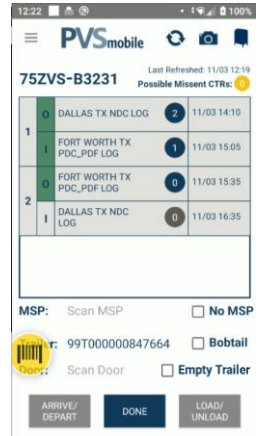 12:22 100%
PVSmobile
75ZVS-B3231 Last Refreshed: 11/03 12:19
Possible Missent CTRs: 0
1 O DALLAS TX NDC LOG 2 11/03 14:10
I FORT WORTH TX PDC_PDF LOG 1 11/03 15:05
2 O FORT WORTH TX PDC_PDF LOG 0 11/03 15:35
I DALLAS TX NDC LOG 0 11/03 16:35
MSP: Scan MSP No MSP
Trailer: 99T000000847664 Bobtail
Door: Scan Door Empty Trailer
ARRIVE/
DEPART DONE LOAD/
UNLOAD